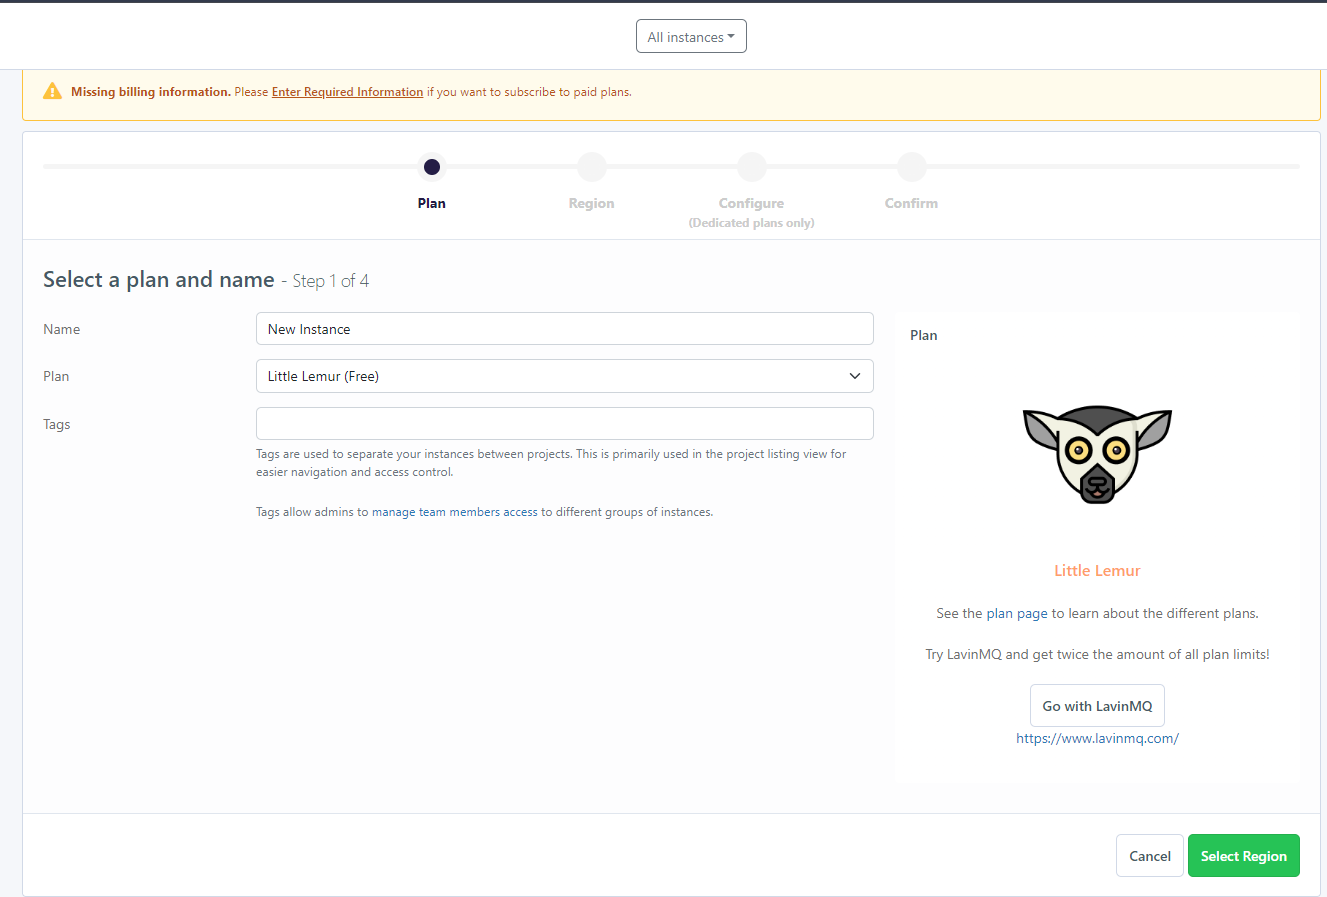 All instances
Missing billing information. Please Enter Required Information if you want to subscribe to paid plans.
Plan
Region
Configure
(Dedicated plans only)
Confirm
Select a plan and name - Step 1 of 4
Name
New Instance
Plan
Little Lemur (Free)
Tags
Tags are used to separate your instances between projects. This is primarily used in the project listing view for
easier navigation and access control.
Tags allow admins to manage team members access to different groups of instances.
Plan
Little Lemur
See the plan page to learn about the different plans.
Try LavinMQ and get twice the amount of all plan limits!
Go with LavinMQ
https://www.lavinmq.com/
Cancel
Select Region